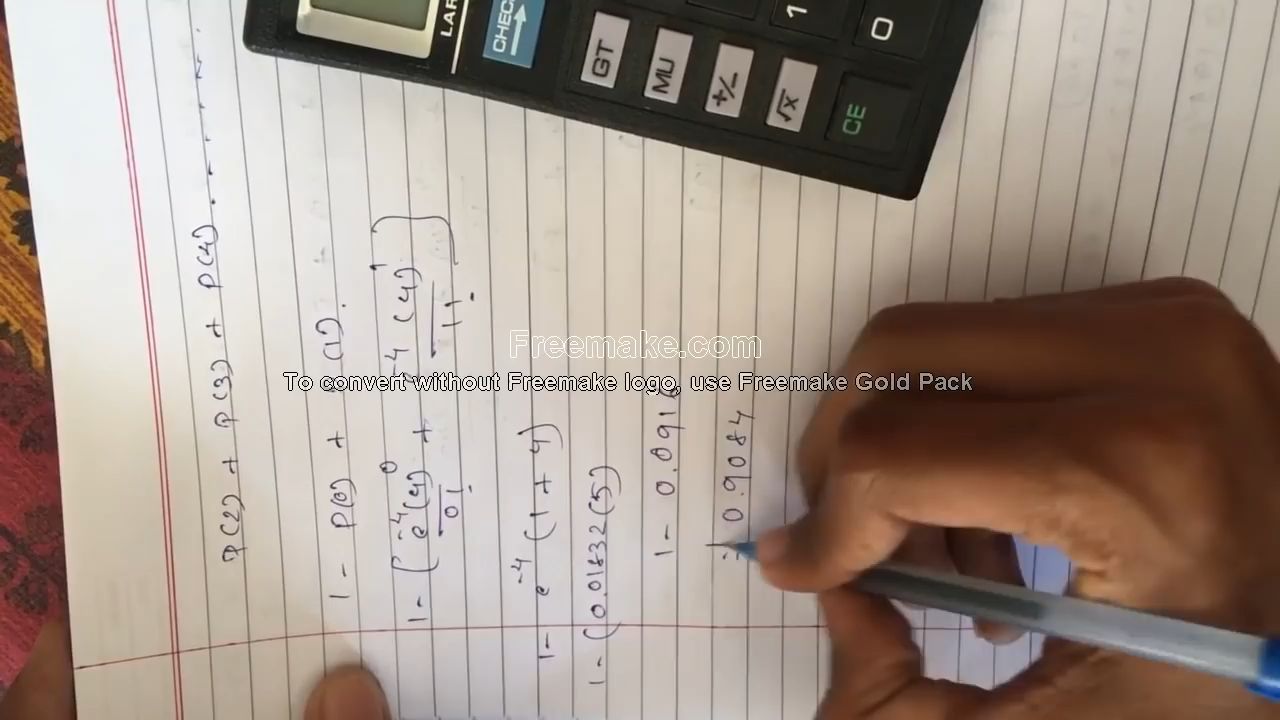 P(2) + P(3) + P(4). - - - - - .
1 - P(0) + (1).
1 - [ e^-4 (4)^0 / 0! + ^-4 (4)^1 / 1! ]
1 - e^-4 (1 + 4)
1 - (0.01832(5)
1 - 0.0916
0.9084
CHEC
GT
MU
+/-
√x
CE
1
0
Freemake.com
To convert without Freemake logo, use Freemake Gold Pack